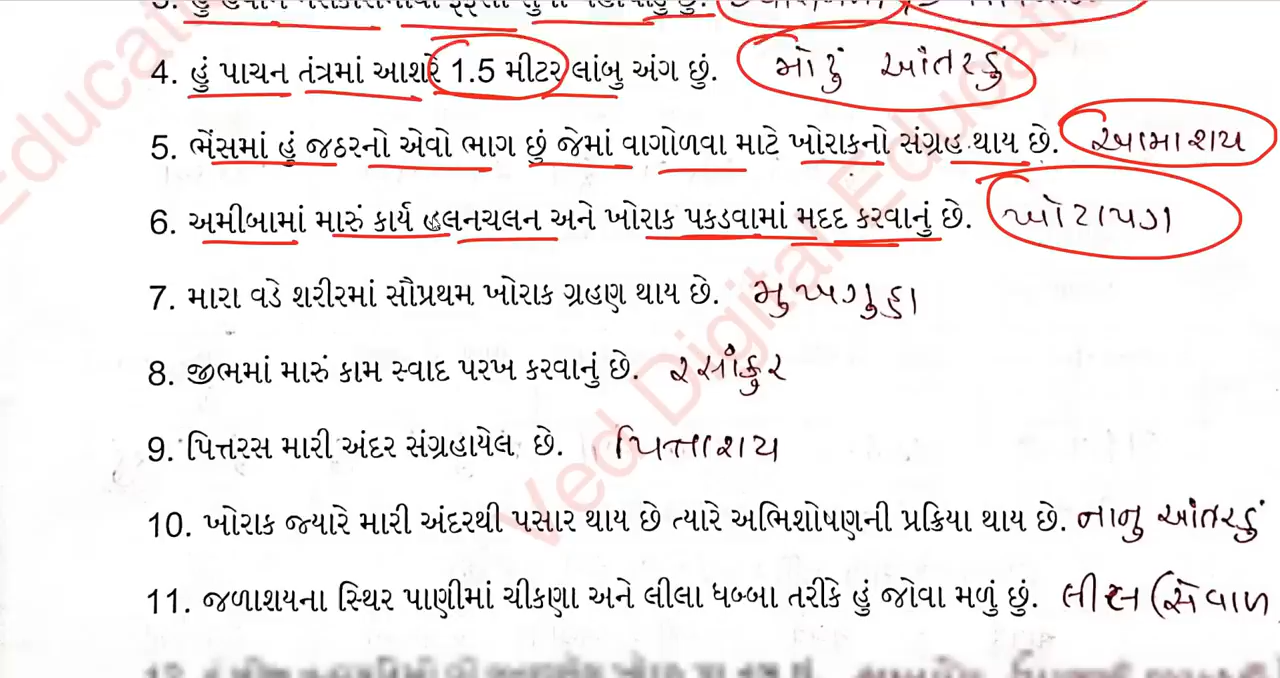 4. હું પાચન તંત્રમાં આશરે 1.5 મીટર લાંબુ અંગ છું. મોટું આંતરડું
5. ભેંસમાં હું જઠરનો એવો ભાગ છું જેમાં વાગોળવા માટે ખોરાકનો સંગ્રહ થાય છે. આમાશય
6. અમીબામાં મારું કાર્ય હલનચલન અને ખોરાક પકડવામાં મદદ કરવાનું છે. ખોટાપગ
7. મારા વડે શરીરમાં સૌપ્રથમ ખોરાક ગ્રહણ થાય છે. મુખગુહા
8. જીભમાં મારું કામ સ્વાદ પરખ કરવાનું છે. રસાંકુર
9. પિત્તરસ મારી અંદર સંગ્રહાયેલ છે. પિત્તાશય
10. ખોરાક જ્યારે મારી અંદરથી પસાર થાય છે ત્યારે અભિશોષણની પ્રક્રિયા થાય છે. નાનુ આંતરડું
11. જળાશયના સ્થિર પાણીમાં ચીકણા અને લીલા ધબ્બા તરીકે હું જોવા મળું છું. લીલ (સેવાળ
Ved Digital Education